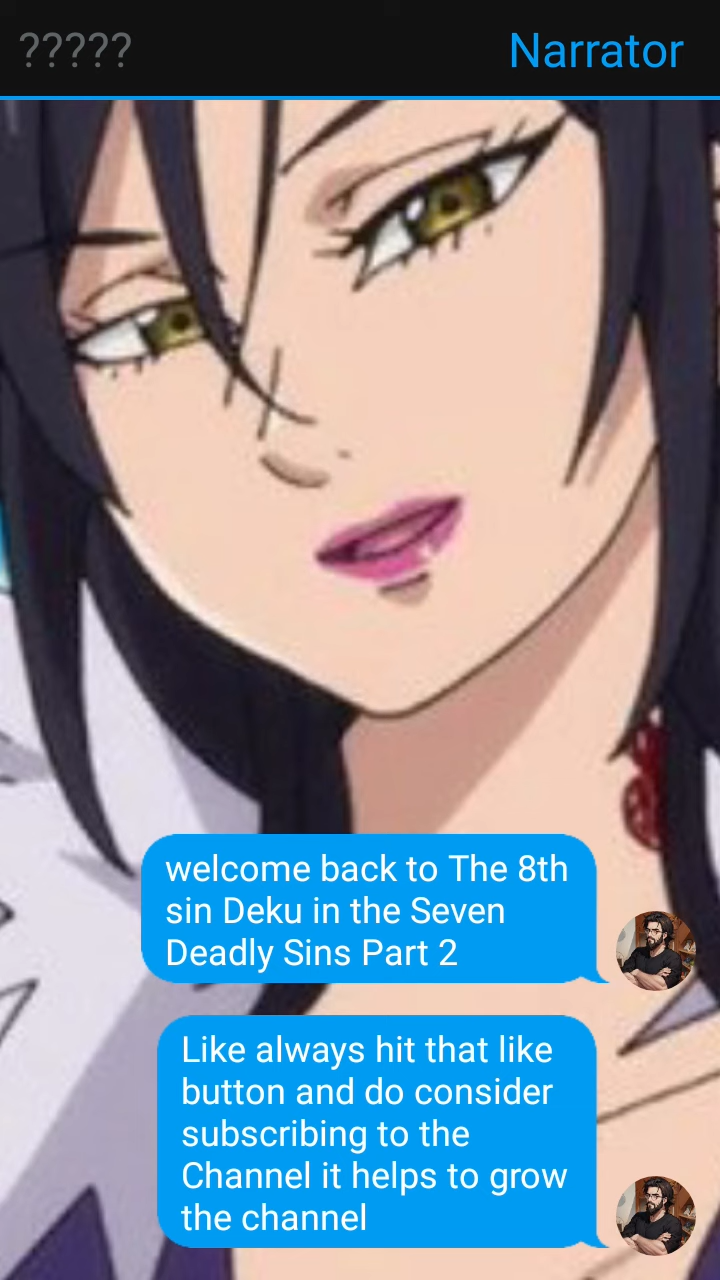 ?????
Narrator
welcome back to The 8th
sin Deku in the Seven
Deadly Sins Part 2
Like always hit that like
button and do consider
subscribing to the
Channel it helps to grow
the channel